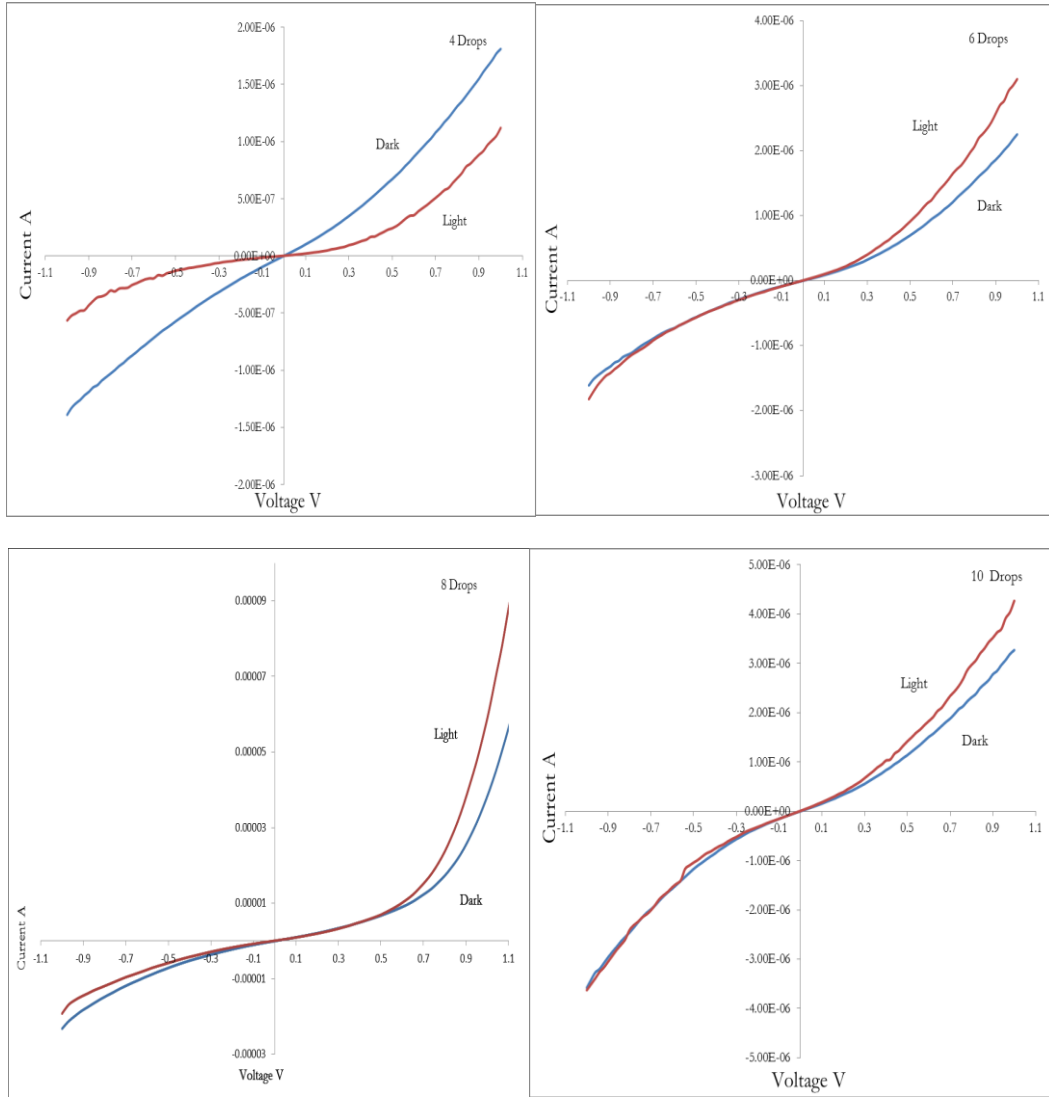 2.00E-06
4 Drops
1.50E-06
Dark
1.00E-06
5.00E-07
Light
0.00E+00
-1.1 -0.9 -0.7 -0.5 -0.3 -0.1 0.1 0.3 0.5 0.7 0.9 1.1
-5.00E-07
-1.00E-06
-1.50E-06
-2.00E-06
Current A
Voltage V
4.00E-06
6 Drops
3.00E-06
Light
2.00E-06
Dark
1.00E-06
0.00E+00
-1.1 -0.9 -0.7 -0.5 -0.3 -0.1 0.1 0.3 0.5 0.7 0.9 1.1
-1.00E-06
-2.00E-06
-3.00E-06
Current A
Voltage V
8 Drops
0.00009
0.00007
Light
0.00005
0.00003
Dark
0.00001
-1.1 -0.9 -0.7 -0.5 -0.3 -0.1 0.1 0.3 0.5 0.7 0.9 1.1
-0.00001
-0.00003
Current A
Voltage V
5.00E-06
10 Drops
4.00E-06
3.00E-06
Light
2.00E-06
Dark
1.00E-06
0.00E+00
-1.1 -0.9 -0.7 -0.5 -0.3 -0.1 0.1 0.3 0.5 0.7 0.9 1.1
-1.00E-06
-2.00E-06
-3.00E-06
-4.00E-06
-5.00E-06
Current A
Voltage V